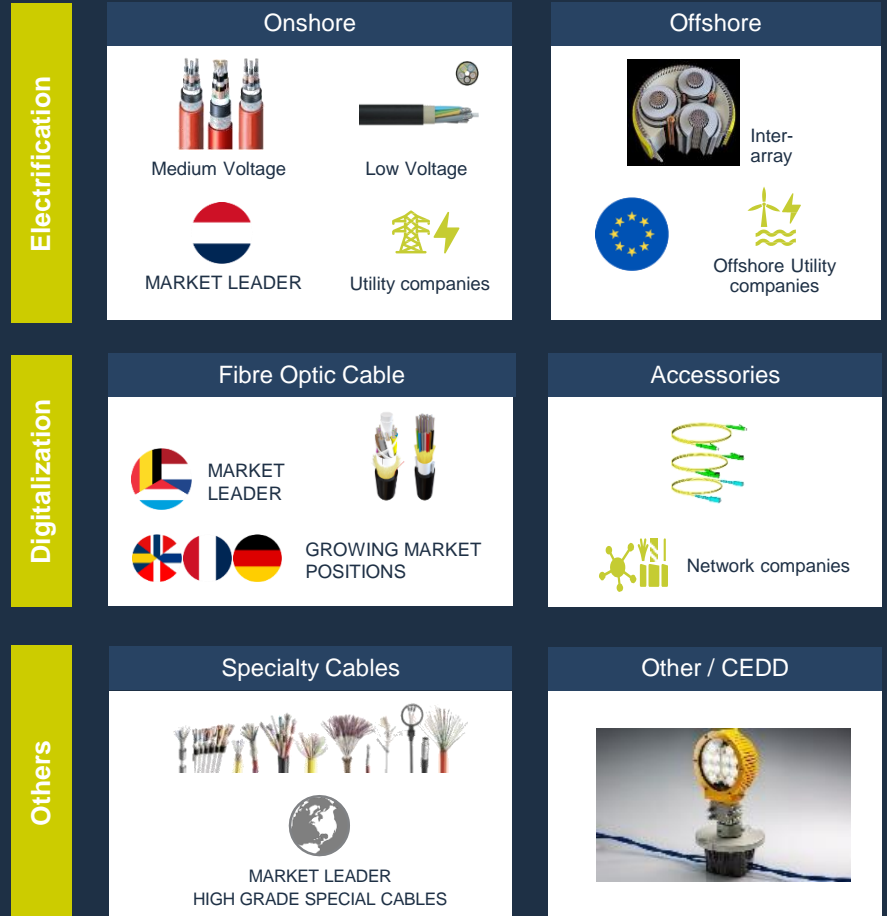 Electrification
Onshore
Medium Voltage
Low Voltage
MARKET LEADER
Utility companies
Offshore
Inter-
array
Offshore Utility
companies
Digitalization
Fibre Optic Cable
MARKET
LEADER
GROWING MARKET
POSITIONS
Accessories
Network companies
Others
Specialty Cables
MARKET LEADER
HIGH GRADE SPECIAL CABLES
Other / CEDD